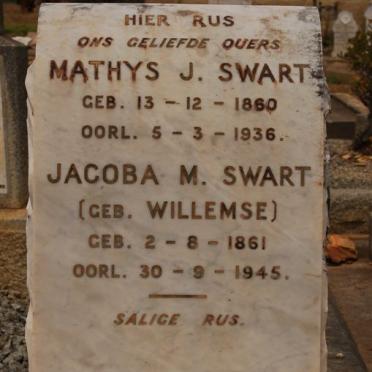 HIER RUS
ONS GELIEFDE OUERS
MATHYS J. SWART
GEB. 13 - 12 - 1860
OORL. 5 - 3 - 1936.
JACOBA M. SWART
(GEB. WILLEMSE)
GEB. 2 - 8 - 1861
OORL. 30 - 9 - 1945.
SALIGE RUS.